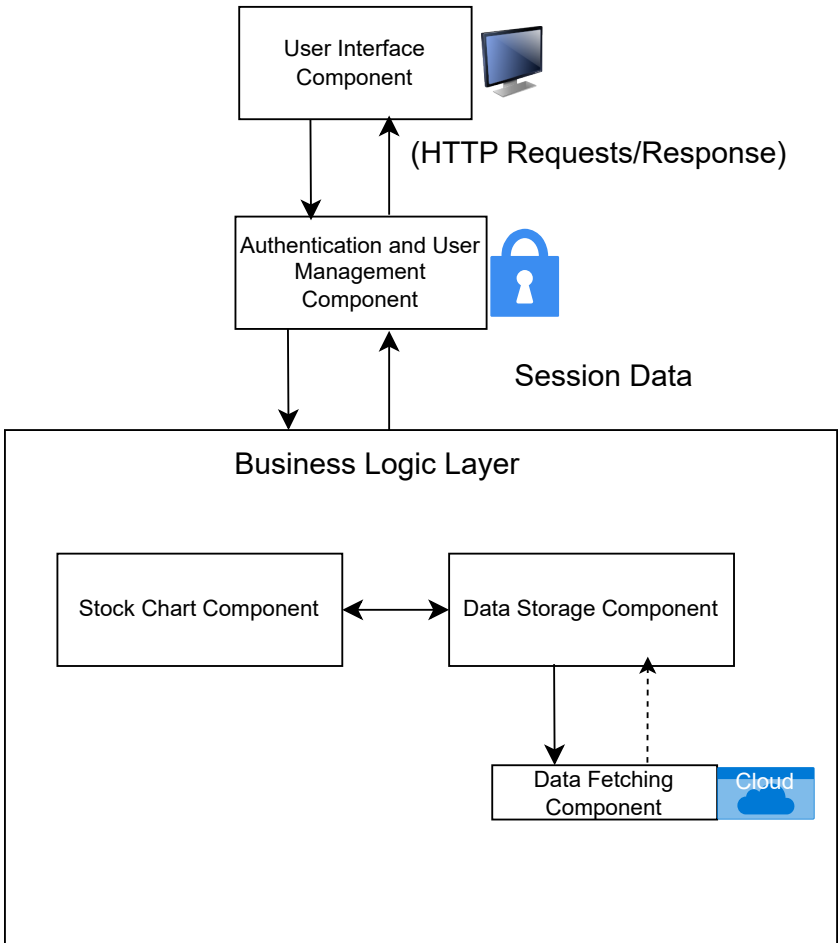 User Interface
Component
(HTTP Requests/Response)
Authentication and User
Management
Component
Session Data
Business Logic Layer
Stock Chart Component
Data Storage Component
Data Fetching
Component
Cloud